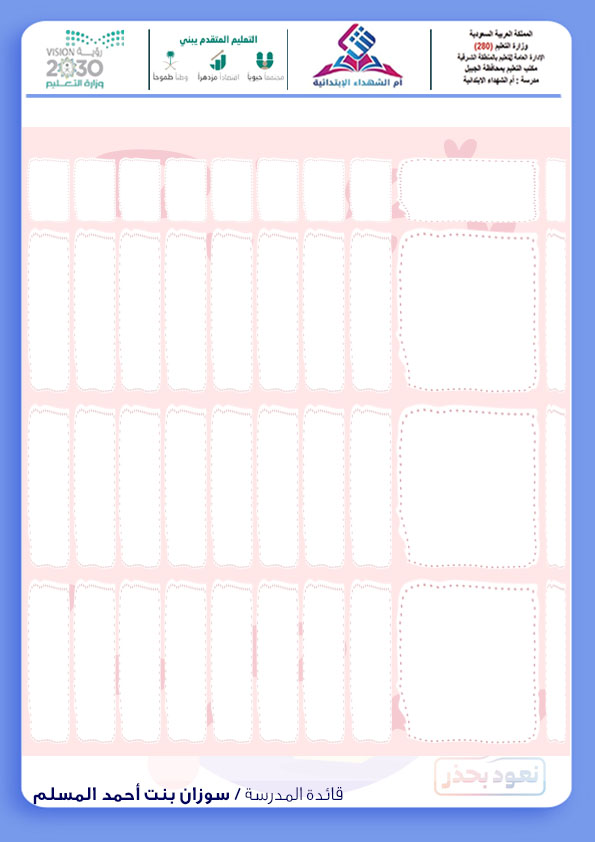 المملكة العربية السعودية
وزارة التعليم (280)
الإدارة العامة للتعليم بالمنطقة الشرقية
مكتب التعليم بمحافظة الجبيل
مدرسة : أم الشهداء الابتدائية
أم الشهداء الإبتدائية
التعليم المتقدم يبني
مجتمعاً حيوياً
اقتصاداً مزدهراً
وطناً طموحاً
رؤية VISION
2030
وزارة التعليم
نعود بحذر
قائدة المدرسة / سوزان بنت أحمد المسلم